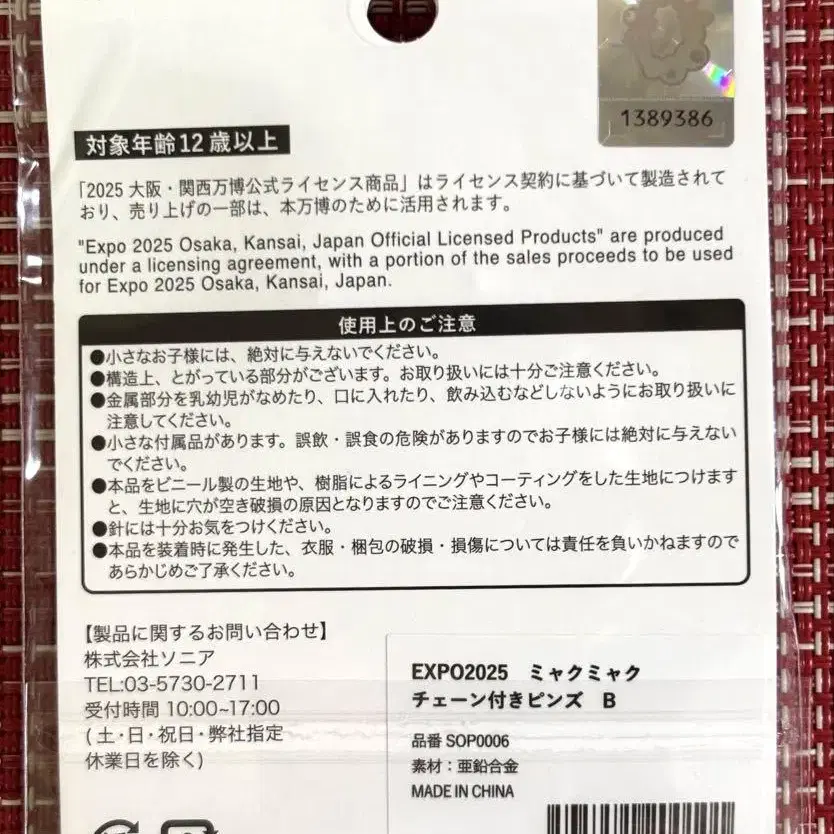 1389386
対象年齢12歳以上
「2025 大阪・関西万博公式ライセンス商品」はライセンス契約に基づいて製造されて
おり、売り上げの一部は、本万博のために活用されます。
"Expo 2025 Osaka, Kansai, Japan Official Licensed Products" are produced
under a licensing agreement, with a portion of the sales proceeds to be used
for Expo 2025 Osaka, Kansai, Japan.
使用上のご注意
●小さなお子様には、絶対に与えないでください。
●構造上、とがっている部分がございます。お取り扱いには十分ご注意ください。
●金属部分を乳幼児がなめたり、口に入れたり、飲み込むなどしないようにお取り扱いに
注意してください。
●小さな付属品があります。誤飲・誤食の危険がありますのでお子様には絶対に与えない
でください。
●本品をビニール製の生地や、樹脂によるライニングやコーティングをした生地につけます
と、生地に穴が空き破損の原因となりますのでご注意ください。
●針には十分お気をつけください。
●本品を装着時に発生した、衣服・梱包の破損・損傷については責任を負いかねますので
あらかじめご了承ください。
【製品に関するお問い合わせ】
株式会社ソニア
TEL:03-5730-2711
受付時間 10:00~17:00
(土・日・祝日・弊社指定
休業日を除く)
EXPO2025 ミャクミャク
チェーン付きピンズ B
品番 SOP0006
素材：亜鉛合金
MADE IN CHINA